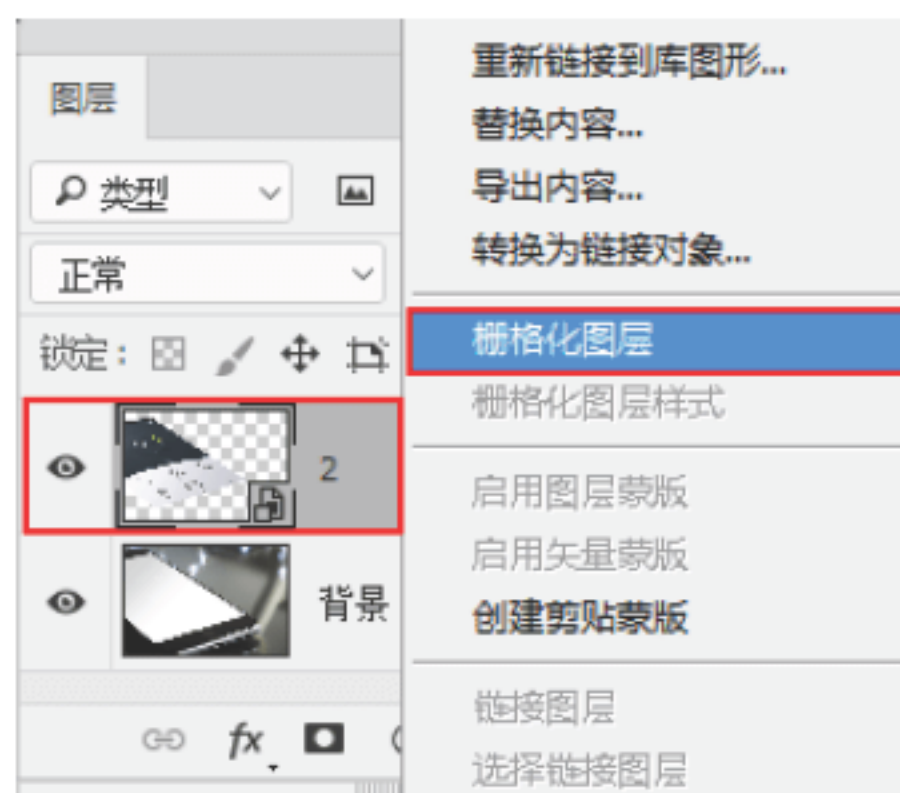 图层
类型
正常
锁定：
2
背景
fx
重新链接到库图形...
替换内容...
导出内容...
转换为链接对象...
栅格化图层
栅格化图层样式
启用图层蒙版
启用矢量蒙版
创建剪贴蒙版
链接图层
选择链接图层